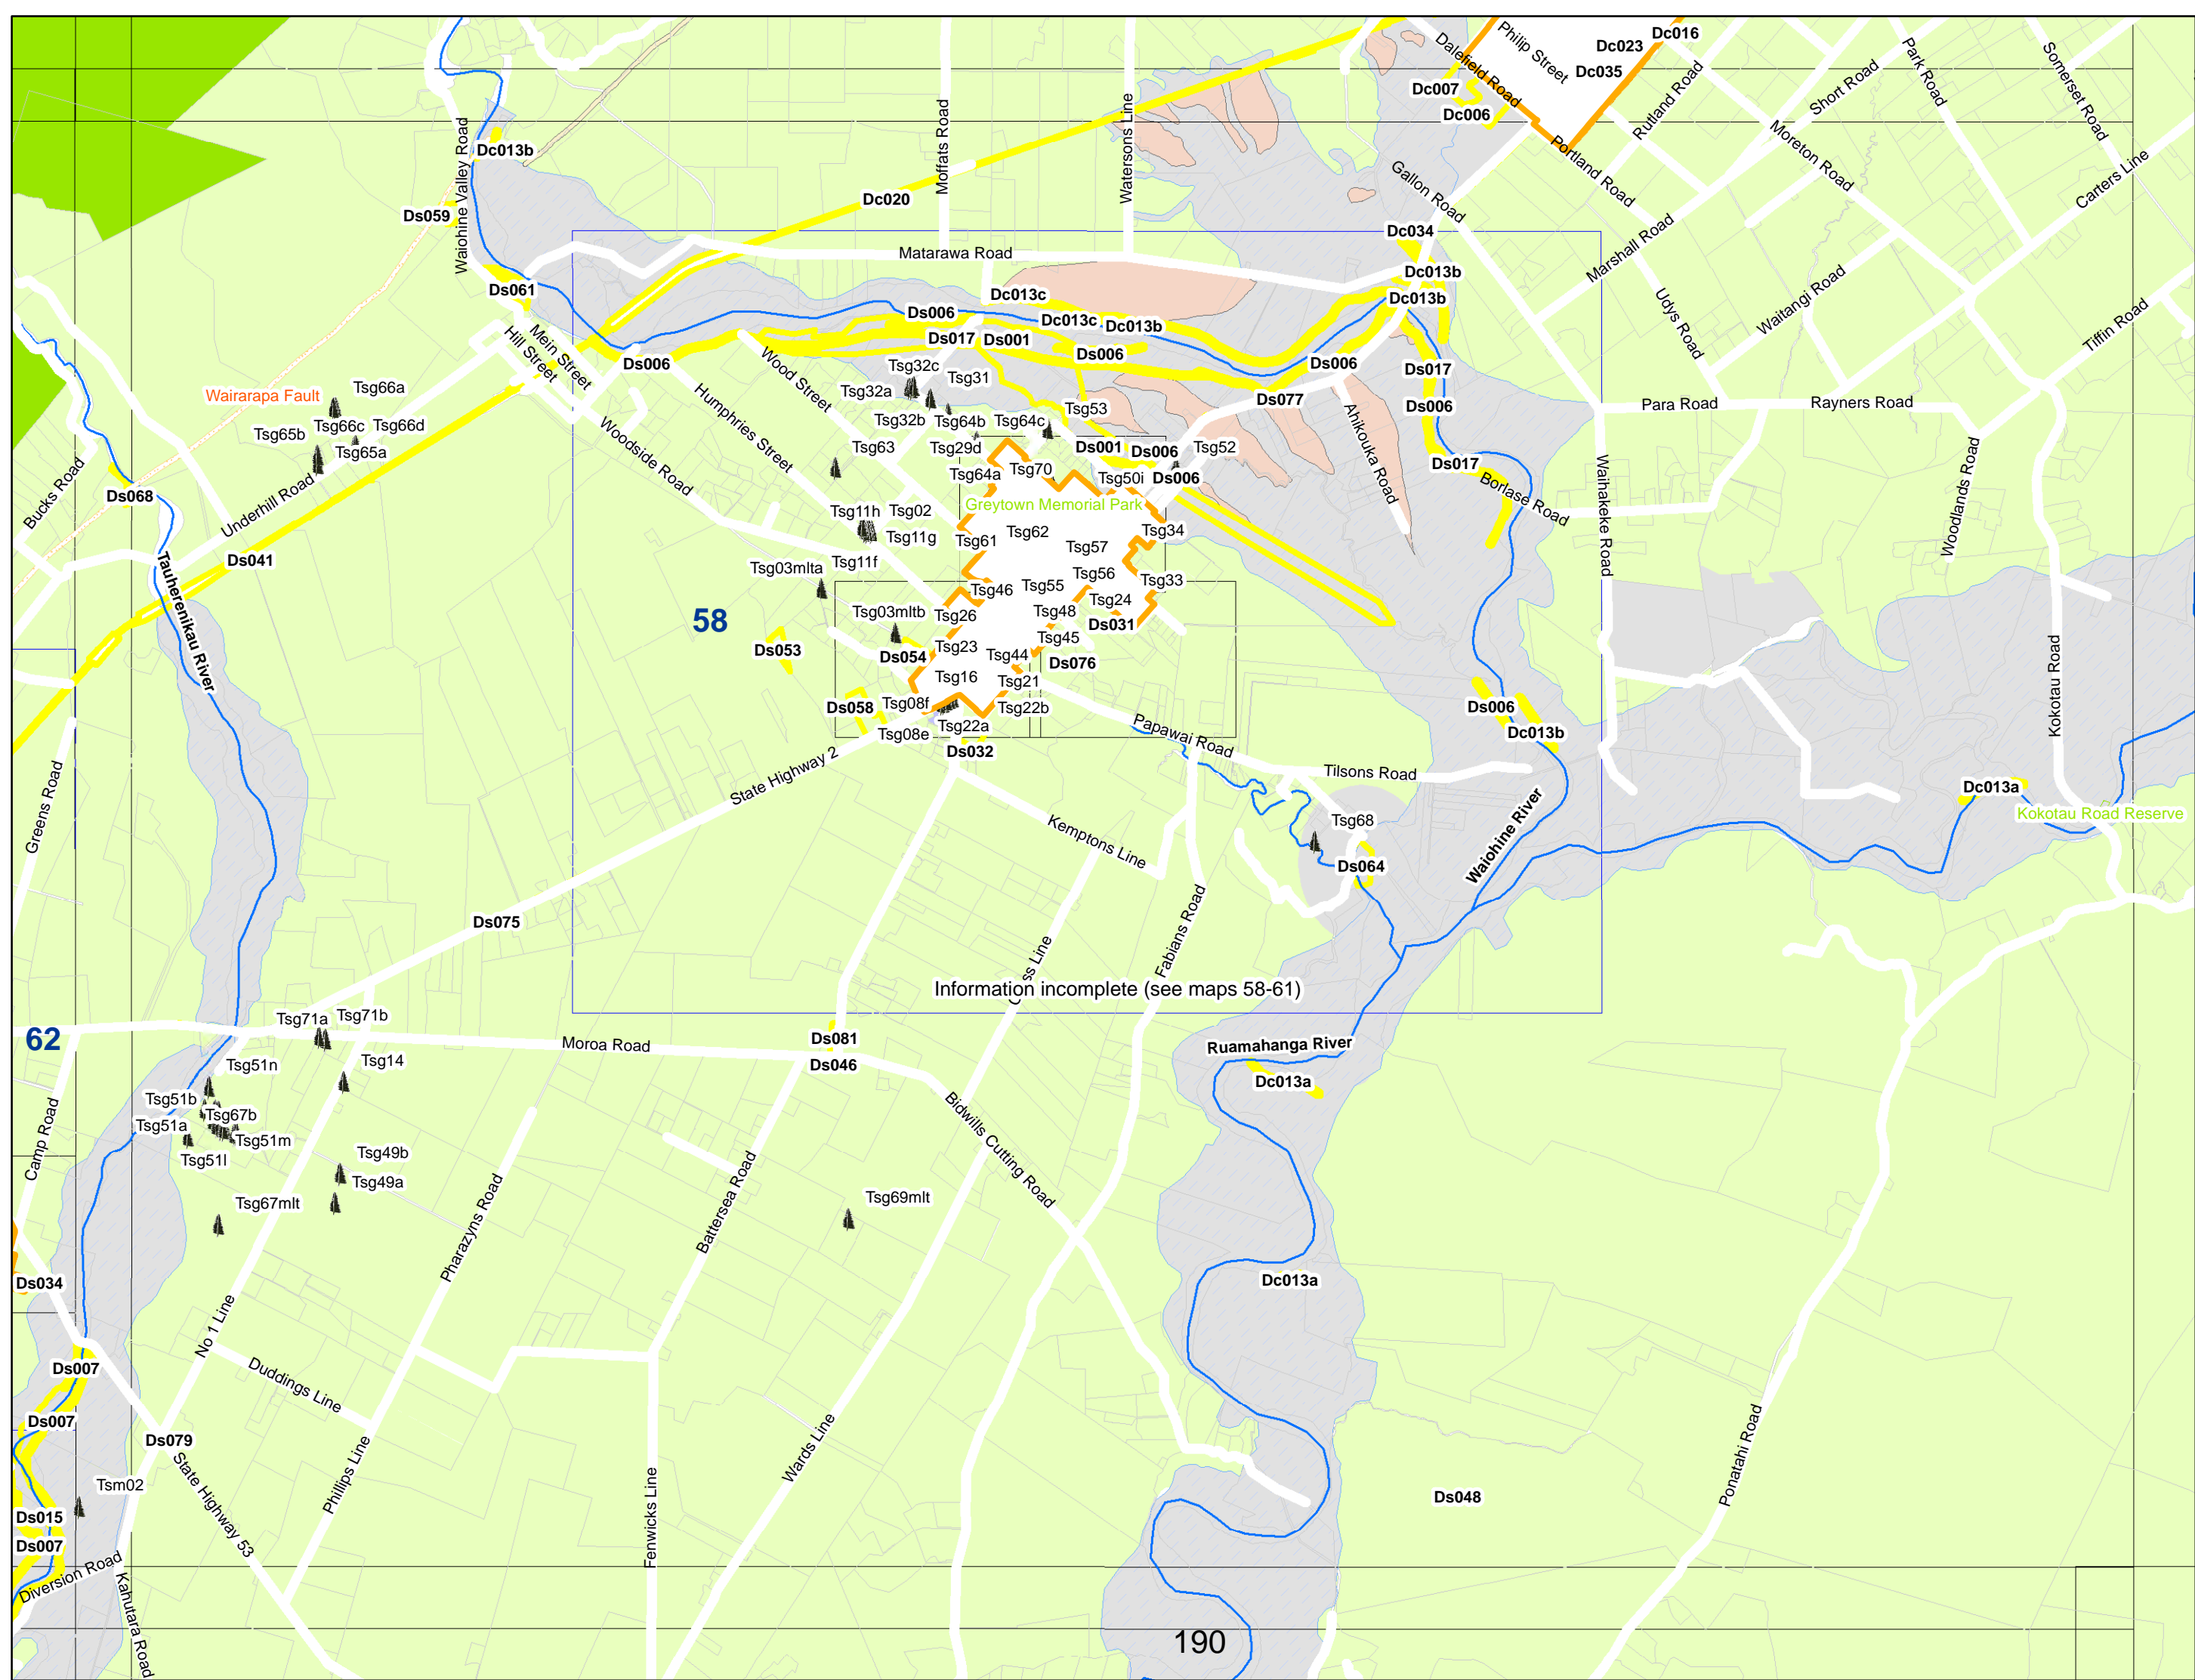 Dc016
Philip Street
Dc023
Dc035
Dalefield Road
Park Road
Somerset Road
Short Road
Rutland Road
Dc007
Dc006
Moreton Road
Portland Road
Carters Line
Waiohine Valley Road
Dc013b
Moffats Road
Watersons Line
Gallon Road
Dc020
Ds059
Dc034
Marshall Road
Matarawa Road
Dc013b
Dc013b
Ds061
Dc013c
Ds006
Dc013c
Dc013b
Udys Road
Waitangi Road
Tiffin Road
Mein Street
Hill Street
Ds017
Ds001
Ds006
Ds006
Ds006
Wood Street
Tsg32c
Tsg31
Tsg32a
Ds017
Wairarapa Fault
Tsg66a
Ds077
Ds006
Para Road
Rayners Road
Tsg53
Humphries Street
Tsg32b
Tsg64b
Tsg64c
Tsg66c
Tsg66d
Tsg65b
Tsg65a
Woodside Road
Tsg63
Tsg29d
Ds001
Ds006
Tsg52
Ahikouka Road
Ds017
Tsg64a
Tsg70
Tsg50i
Ds006
Borlase Road
Waihakeke Road
Woodlands Road
Bucks Road
Ds068
Underhill Road
Greytown Memorial Park
Tsg11h
Tsg02
Tsg11g
Tsg61
Tsg62
Tsg34
Tsg57
Ds041
Tsg03mlta
Tsg11f
Tsg56
Tsg33
Tsg46
Tsg55
Tsg24
Tauherenikau River
58
Tsg03mltb
Tsg26
Tsg48
Ds031
Tsg45
Ds053
Ds054
Tsg23
Tsg44
Ds076
Tsg16
Tsg21
Kokotau Road
Ds058
Tsg08f
Tsg22b
Ds006
Tsg22a
Tsg08e
Dc013b
Ds032
Papawai Road
State Highway 2
Tilsons Road
Dc013a
Greens Road
Kokotau Road Reserve
Kemptons Line
Tsg68
Waiohine River
Ds064
Ds075
Fabians Road
ss Line
Information incomplete (see maps 58-61)
Tsg71a
Tsg71b
62
Moroa Road
Ds081
Ruamahanga River
Tsg51n
Tsg14
Ds046
Dc013a
Tsg51b
Tsg67b
Tsg51a
Tsg51m
Camp Road
Bidwills Cutting Road
Tsg51l
Tsg49b
Tsg49a
Tsg67mlt
Tsg69mlt
Pharazyns Road
Battersea Road
Ds034
Dc013a
No 1 Line
Ds007
Duddings Line
Ds007
Ds079
State Highway 53
Phillips Line
Wards Line
Ponatahi Road
Tsm02
Ds015
Ds048
Ds007
Fenwicks Line
Diversion Road
Kahutara Road
190